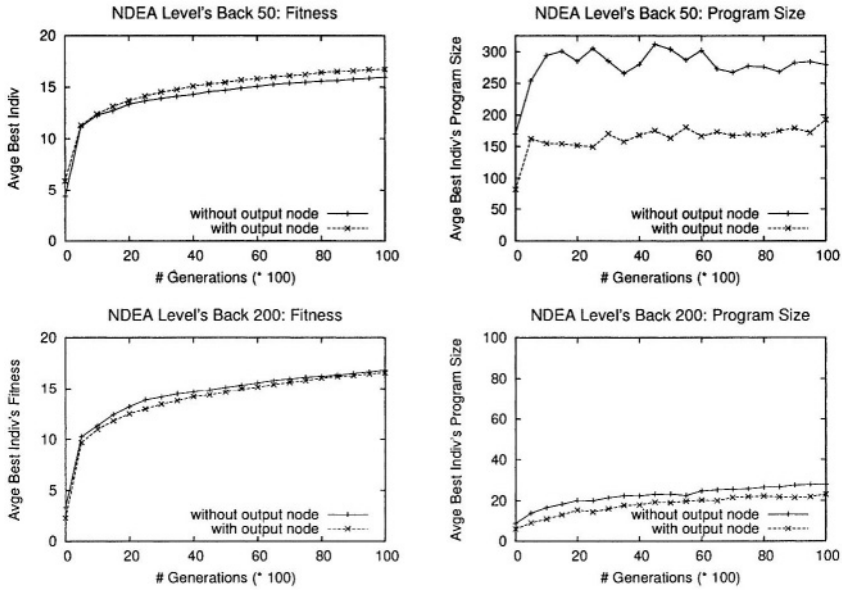 NDEA Level's Back 50: Fitness
20
15
10
5
0
Avge Best Indiv
without output node
with output node
0 20 40 60 80 100
# Generations (* 100)
NDEA Level's Back 50: Program Size
300
250
200
150
100
50
0
Avge Best Indiv's Program Size
without output node
with output node
0 20 40 60 80 100
# Generations (* 100)
NDEA Level's Back 200: Fitness
20
15
10
5
0
Avge Best Indiv's Fitness
without output node
with output node
0 20 40 60 80 100
# Generations (* 100)
NDEA Level's Back 200: Program Size
100
80
60
40
20
0
Avge Best Indiv's Program Size
without output node
with output node
0 20 40 60 80 100
# Generations (* 100)